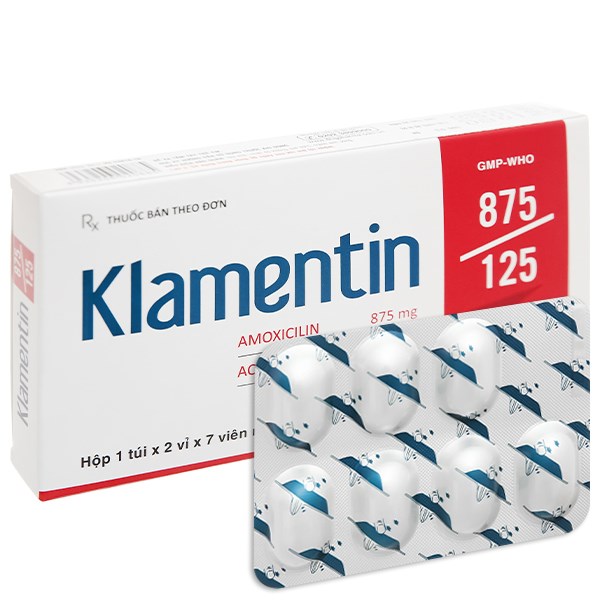 GMP-WHO
Rx THUỐC BÁN THEO ĐƠN
875
125
Klamentin
AMOXICILIN 875 mg
Hộp 1 túi x 2 vỉ x 7 viên
Klamentin 875
125